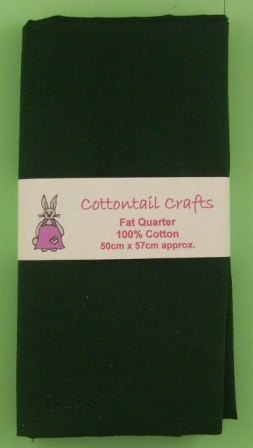 Cottontail Crafts
Fat Quarter
100% Cotton
50cm x 57cm approx.